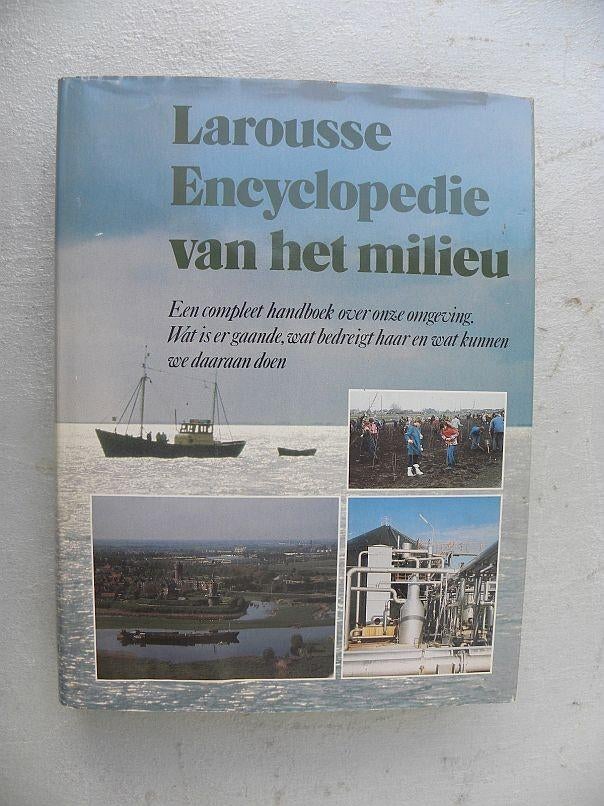 Larousse
Encyclopedie
van het milieu
Een compleet handboek over onze omgeving.
Wat is er gaande, wat bedreigt haar en wat kunnen
we daaraan doen